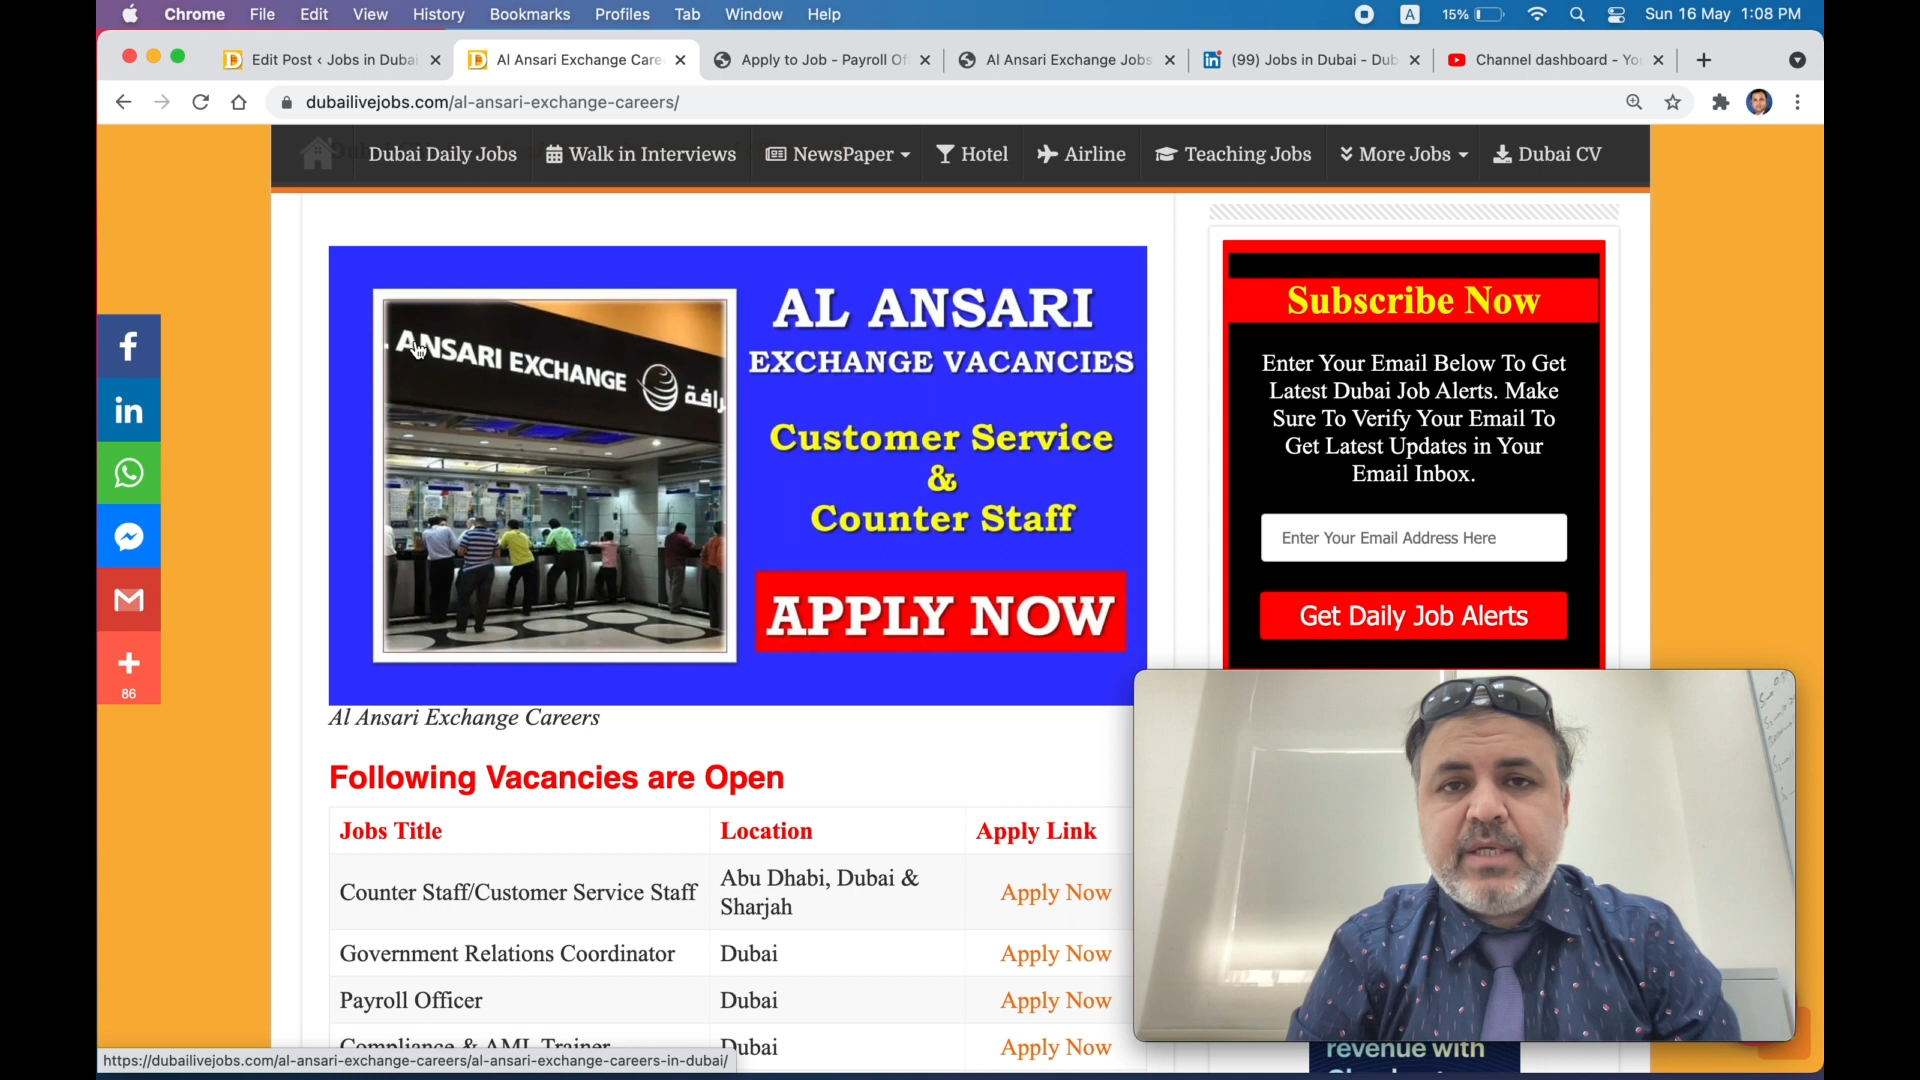 Chrome File Edit View History Bookmarks Profiles Tab Window Help
A 15% Sun 16 May 1:08 PM
Edit Post ‹ Jobs in Dubai
Al Ansari Exchange Care
Apply to Job - Payroll Of
Al Ansari Exchange Jobs
(99) Jobs in Dubai - Dub
Channel dashboard - Yo
dubailivejobs.com/al-ansari-exchange-careers/
Dubai Daily Jobs Walk in Interviews NewsPaper Hotel Airline Teaching Jobs More Jobs Dubai CV
ANSARI EXCHANGE
AL ANSARI
EXCHANGE VACANCIES
Customer Service
&
Counter Staff
APPLY NOW
Al Ansari Exchange Careers
Following Vacancies are Open
Jobs Title Location Apply Link
Counter Staff/Customer Service Staff Abu Dhabi, Dubai & Apply Now
Sharjah
Government Relations Coordinator Dubai Apply Now
Payroll Officer Dubai Apply Now
Compliance & AML Trainer Dubai Apply Now
https://dubailivejobs.com/al-ansari-exchange-careers/al-ansari-exchange-careers-in-dubai/
86
Subscribe Now
Enter Your Email Below To Get
Latest Dubai Job Alerts. Make
Sure To Verify Your Email To
Get Latest Updates in Your
Email Inbox.
Enter Your Email Address Here
Get Daily Job Alerts
revenue with